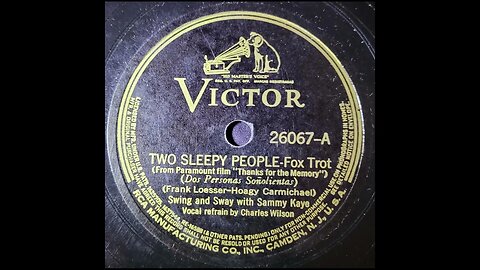 "HIS MASTER'S VOICE"
VICTOR
26067-A
TWO SLEEPY PEOPLE-Fox Trot
(From Paramount film "Thanks for the Memory")
(Dos Personas Soñolientas)
(Frank Loesser-Hoagy Carmichael)
Swing and Sway with Sammy Kaye
Vocal refrain by Charles Wilson
RCA MANUFACTURING CO., INC., CAMDEN, N. J., U. S. A.